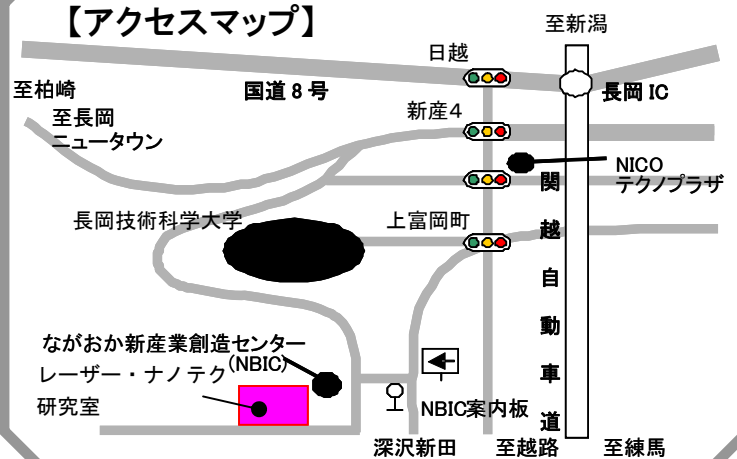 【アクセスマップ】
至新潟
日越
至柏崎
国道8号
長岡IC
至長岡
ニュータウン
新産4
NICO
テクノプラザ
関越自動車道
長岡技術科学大学
上富岡町
ながおか新産業創造センター
(NBIC)
レーザー・ナノテク
研究室
NBIC案内板
深沢新田
至越路
至練馬